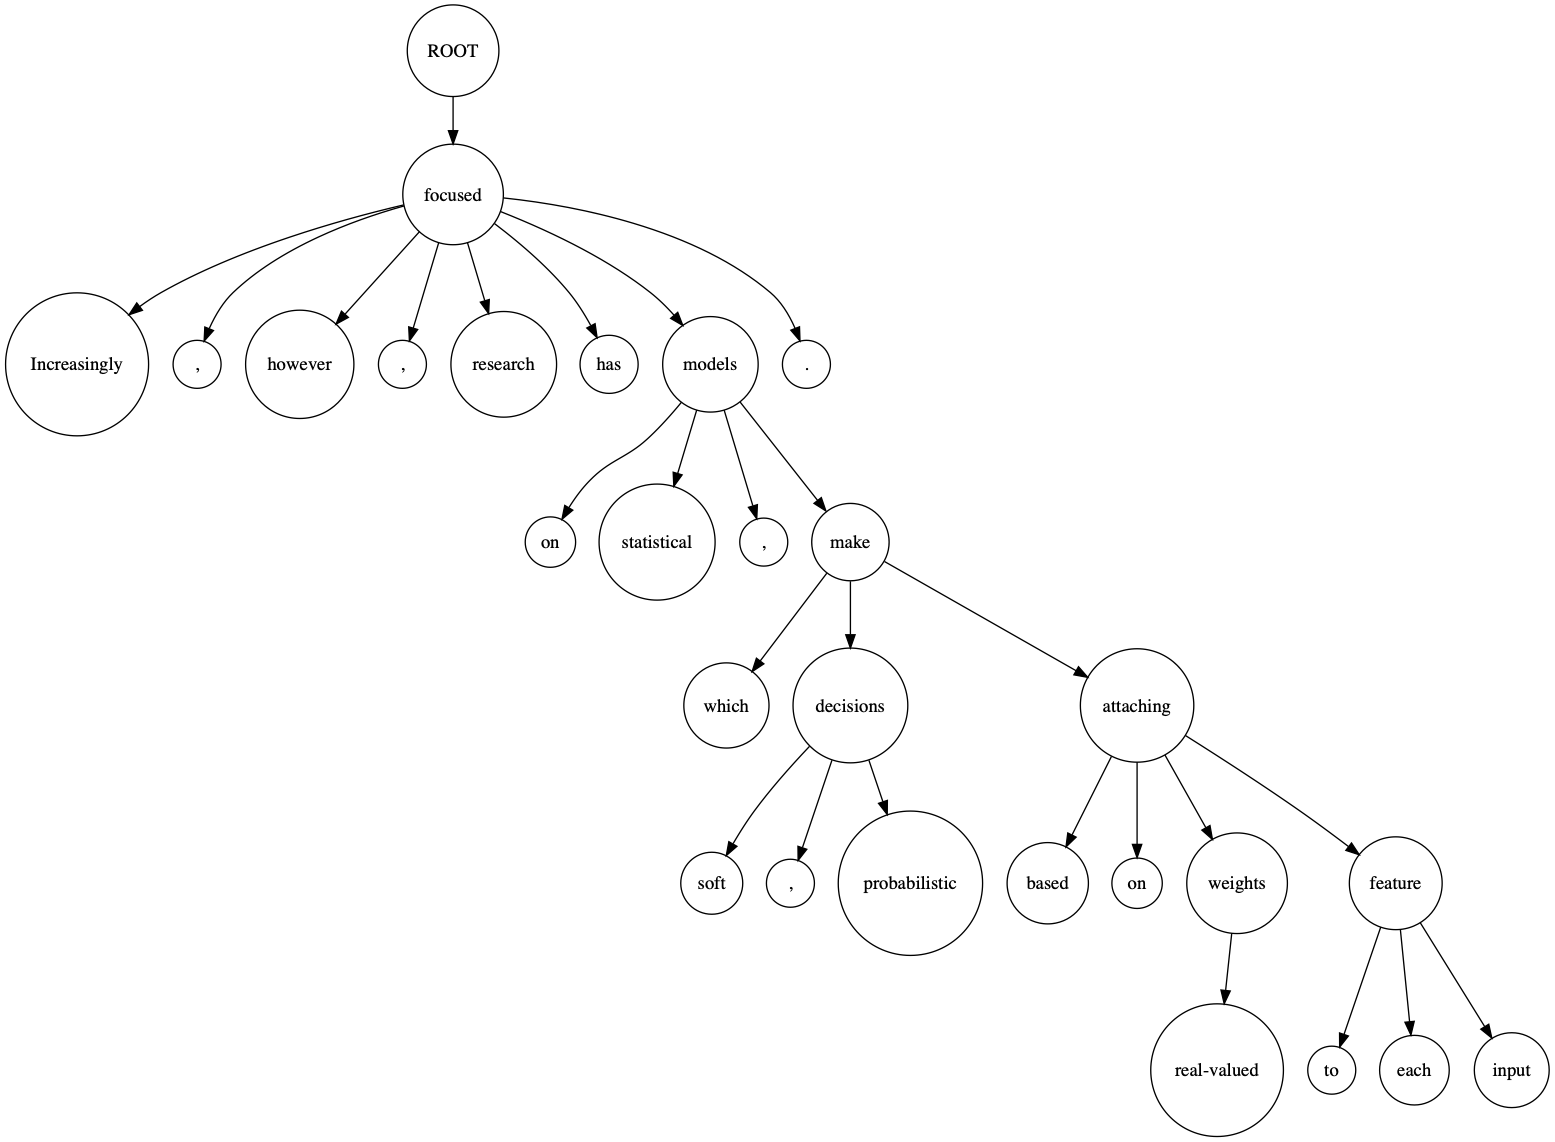 ROOT
focused
Increasingly , however , research has models .
on statistical , make
which decisions attaching
soft , probabilistic based on weights feature
real-valued to each input